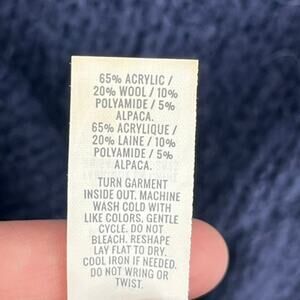 65% ACRYLIC /
20% WOOL / 10%
POLYAMIDE / 5%
ALPACA.
65% ACRYLIQUE /
20% LAINE / 10%
POLYAMIDE / 5%
ALPACA.
TURN GARMENT
INSIDE OUT. MACHINE
WASH COLD WITH
LIKE COLORS, GENTLE
CYCLE. DO NOT
BLEACH. RESHAPE
LAY FLAT TO DRY.
COOL IRON IF NEEDED.
DO NOT WRING OR
TWIST.